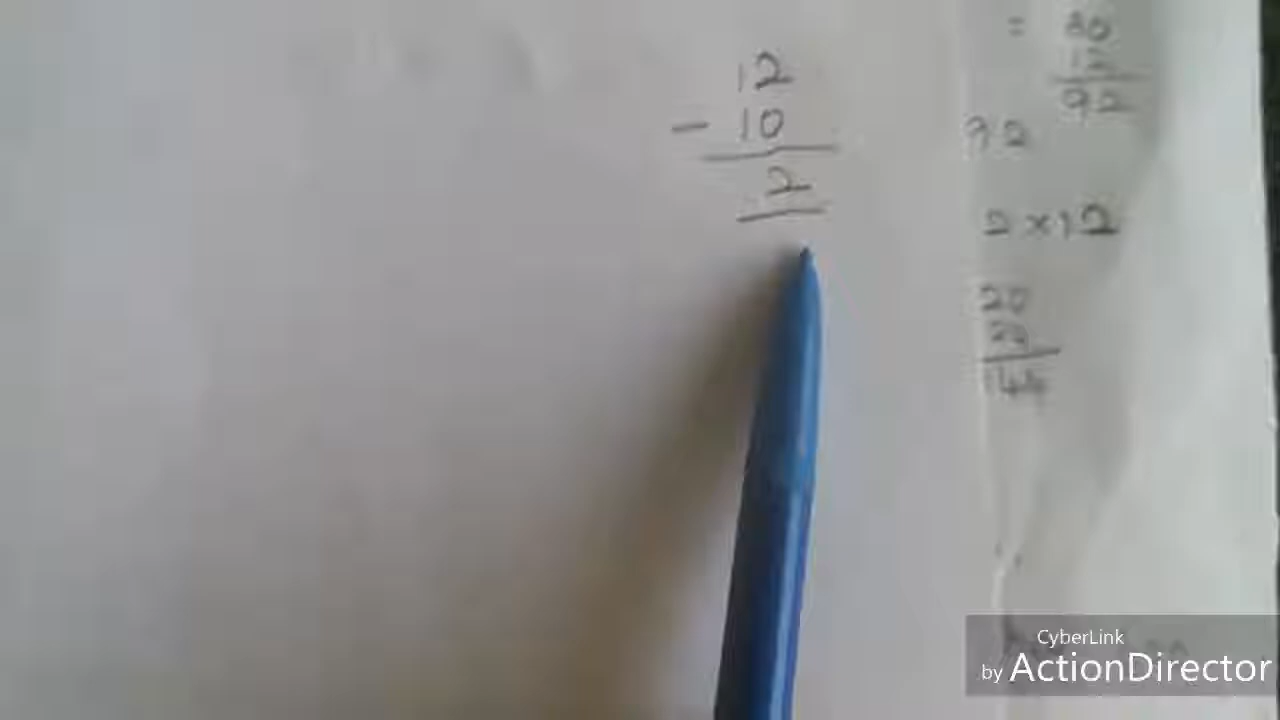 12
- 10
2
= 80
12
92
92
2 x 12
20
CyberLink
by ActionDirector